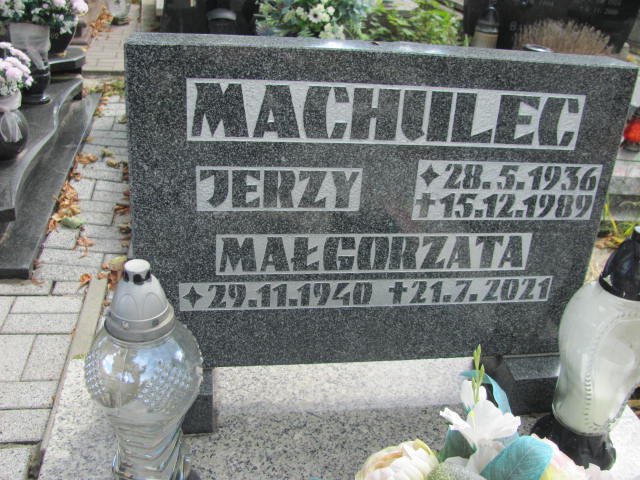 MACHULEC
JERZY
✦28.5.1936
✝15.12.1989
MAŁGORZATA
✦29.11.1940 ✝21.7.2021